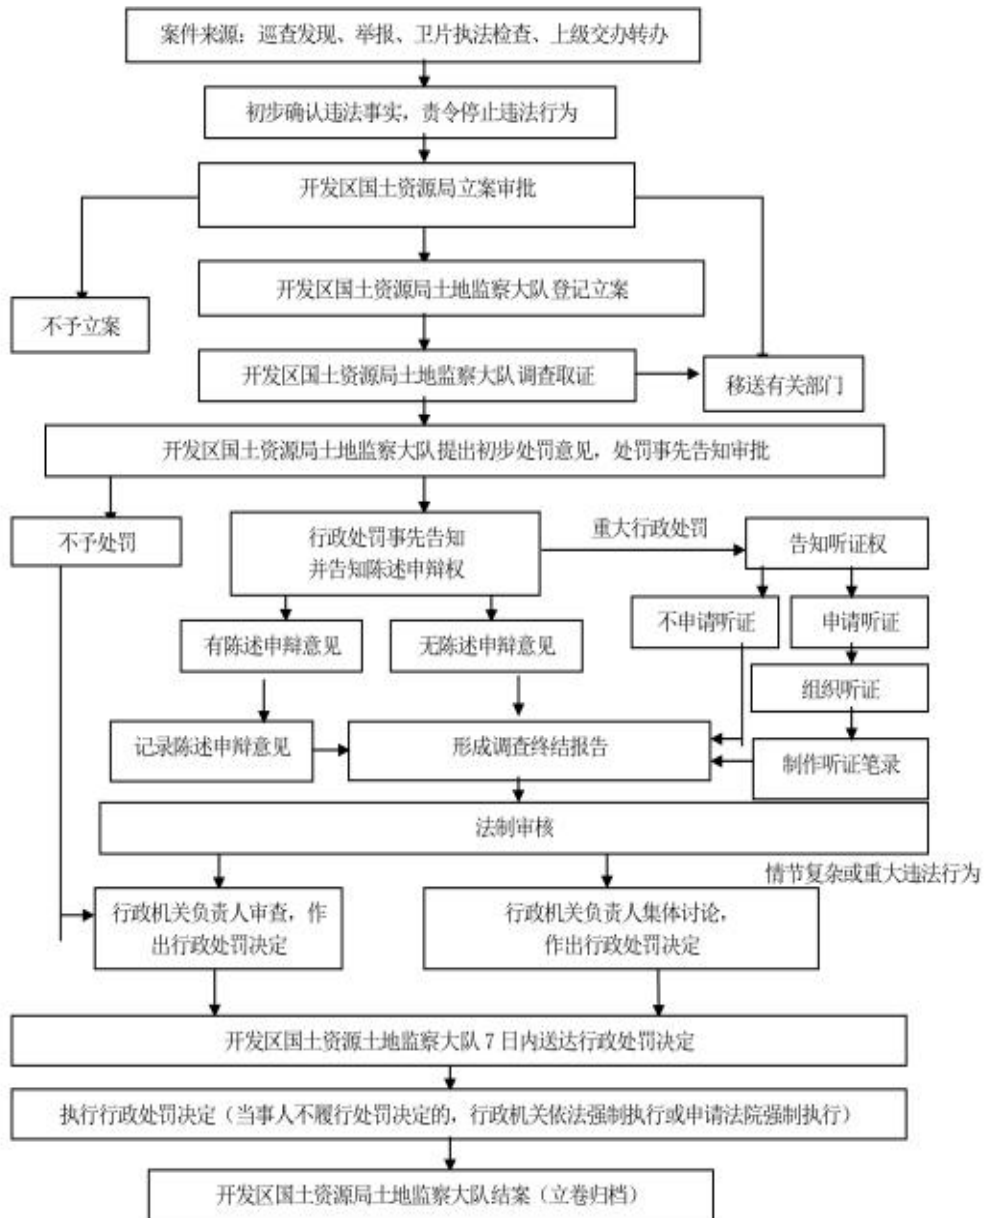 案件来源：巡查发现、举报、卫片执法检查、上级交办转办
初步确认违法事实，责令停止违法行为
开发区国土资源局立案审批
开发区国土资源局土地监察大队登记立案
不予立案
开发区国土资源局土地监察大队调查取证
移送有关部门
开发区国土资源局土地监察大队提出初步处罚意见，处罚事先告知审批
不予处罚
行政处罚事先告知
并告知陈述申辩权
重大行政处罚
告知听证权
不申请听证
申请听证
有陈述申辩意见
无陈述申辩意见
组织听证
记录陈述申辩意见
形成调查终结报告
制作听证笔录
法制审核
情节复杂或重大违法行为
行政机关负责人审查，作
出行政处罚决定
行政机关负责人集体讨论，
作出行政处罚决定
开发区国土资源土地监察大队 7 日内送达行政处罚决定
执行行政处罚决定（当事人不履行处罚决定的，行政机关依法强制执行或申请法院强制执行）
开发区国土资源局土地监察大队结案（立卷归档）